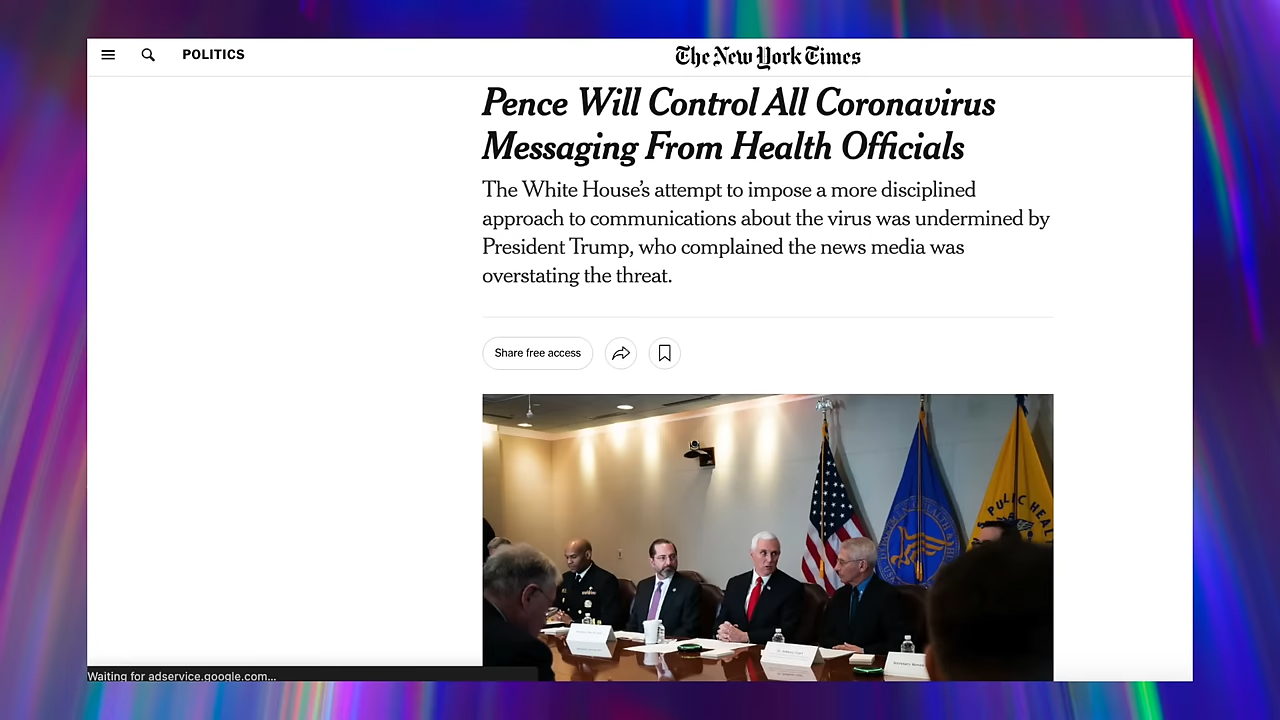 POLITICS
The New York Times
Pence Will Control All Coronavirus
Messaging From Health Officials
The White House’s attempt to impose a more disciplined
approach to communications about the virus was undermined by
President Trump, who complained the news media was
overstating the threat.
Share free access
Waiting for adservice.google.com...